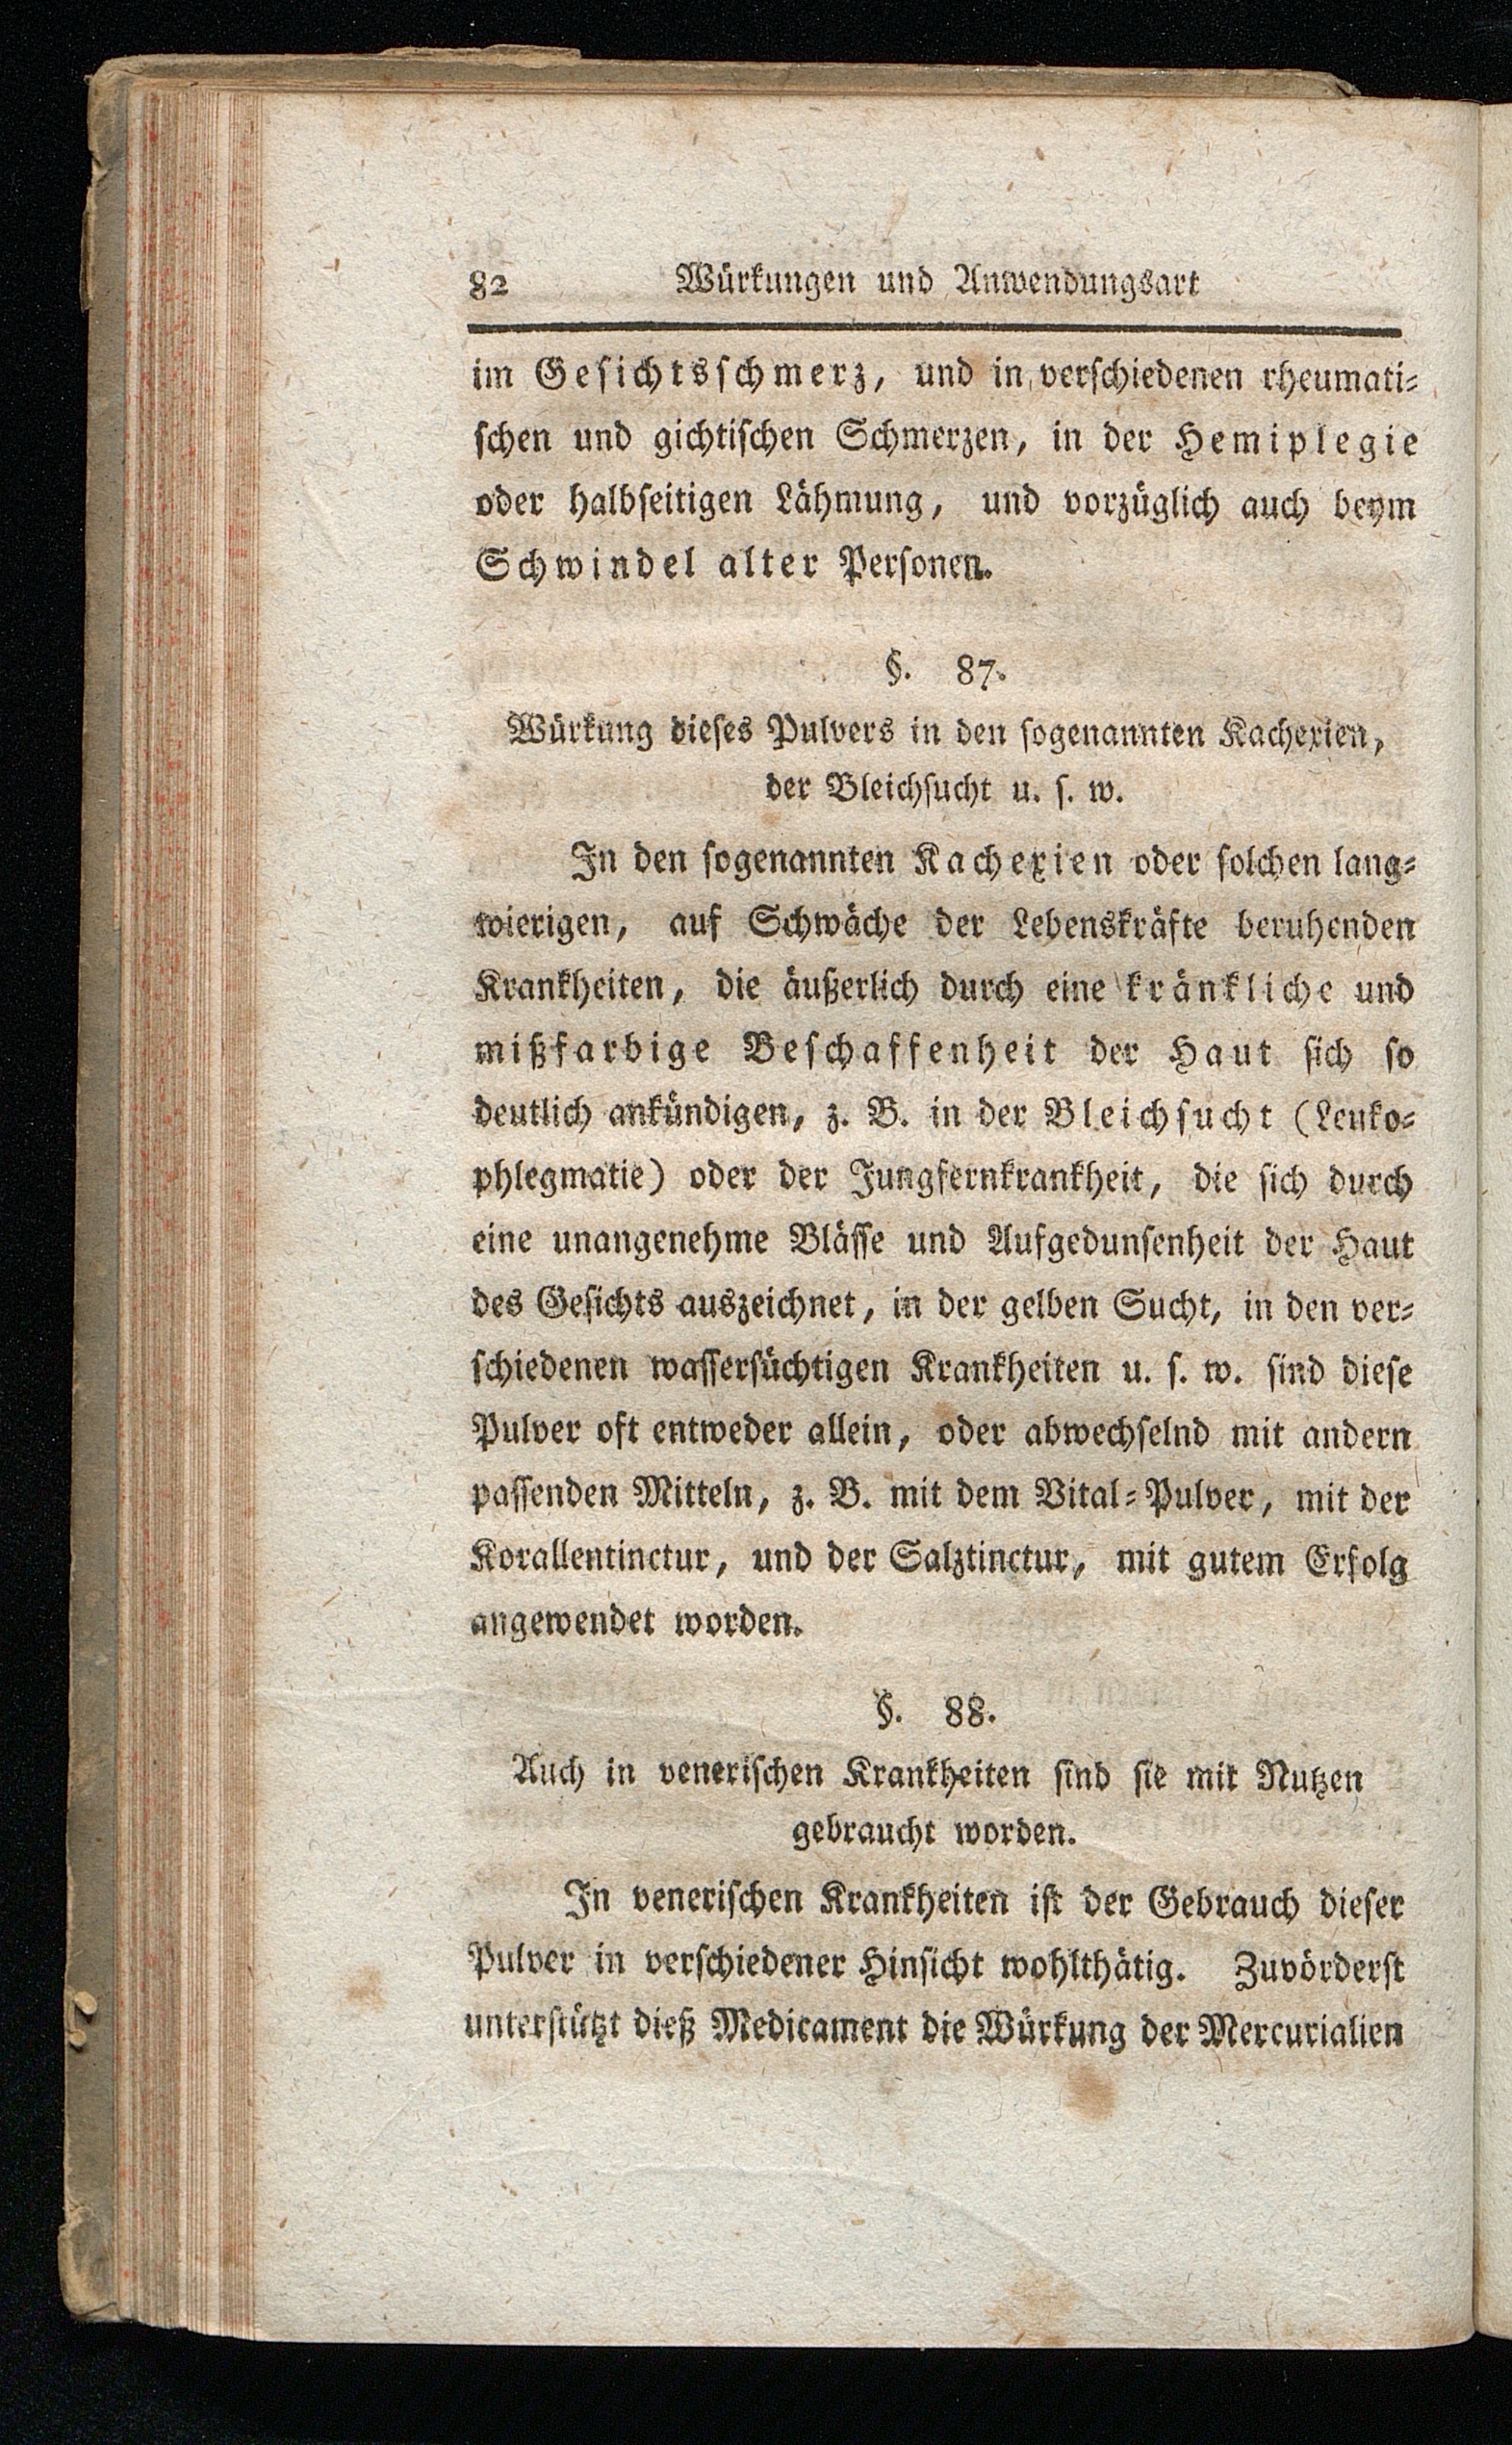 82 Würkungen und Anwendungsart
im Gesichtsschmerz, und in verschiedenen rheumati-
schen und gichtischen Schmerzen, in der Hemiplegie
oder halbseitigen Lähmung, und vorzüglich auch beym
Schwindel alter Personen.
§. 87.
Würkung dieses Pulvers in den sogenannten Kachexien,
der Bleichsucht u. s. w.
In den sogenannten Kachexien oder solchen lang-
wierigen, auf Schwäche der Lebenskräfte beruhenden
Krankheiten, die äußerlich durch eine kränkliche und
mißfarbige Beschaffenheit der Haut sich so
deutlich ankündigen, z. B. in der Bleichsucht (Leuko-
phlegmatie) oder der Jungfernkrankheit, die sich durch
eine unangenehme Blässe und Aufgedunsenheit der Haut
des Gesichts auszeichnet, in der gelben Sucht, in den ver-
schiedenen wassersüchtigen Krankheiten u. s. w. sind diese
Pulver oft entweder allein, oder abwechselnd mit andern
passenden Mitteln, z. B. mit dem Vital-Pulver, mit der
Korallentinctur, und der Salztinctur, mit gutem Erfolg
angewendet worden.
§. 88.
Auch in venerischen Krankheiten sind sie mit Nutzen
gebraucht worden.
In venerischen Krankheiten ist der Gebrauch dieser
Pulver in verschiedener Hinsicht wohlthätig. Zuvörderst
unterstützt dieß Medicament die Würkung der Mercurialien